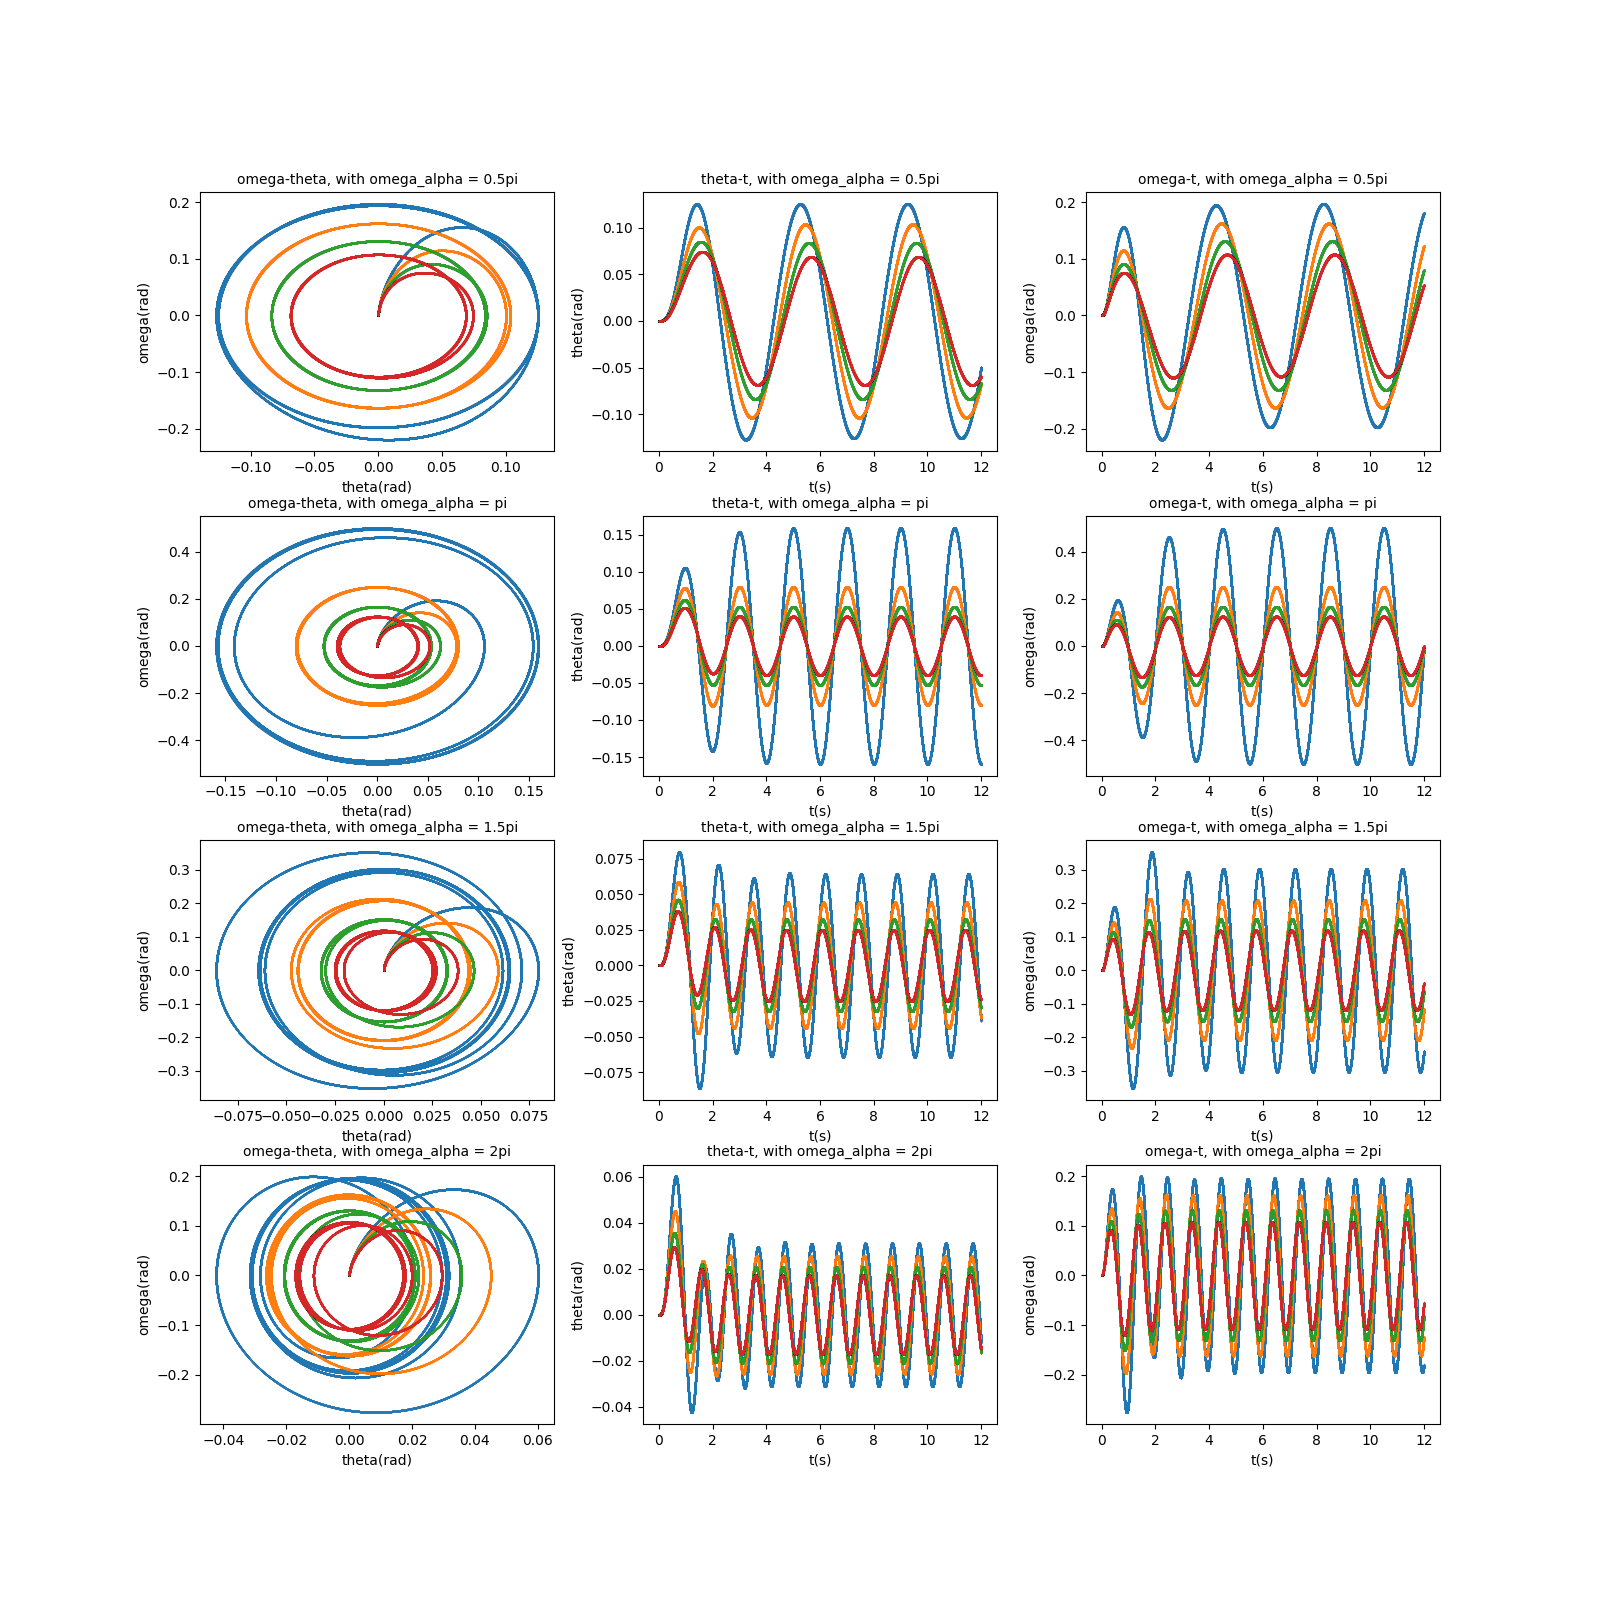 omega-theta, with omega_alpha = 0.5pi
theta-t, with omega_alpha = 0.5pi
omega-t, with omega_alpha = 0.5pi
0.2
0.1
0.0
−0.1
−0.2
omega(rad)
−0.10 −0.05 0.00 0.05 0.10
theta(rad)
0.10
0.05
0.00
−0.05
−0.10
theta(rad)
0 2 4 6 8 10 12
t(s)
0.2
0.1
0.0
−0.1
−0.2
omega(rad)
0 2 4 6 8 10 12
t(s)
omega-theta, with omega_alpha = pi
theta-t, with omega_alpha = pi
omega-t, with omega_alpha = pi
0.4
0.2
0.0
−0.2
−0.4
omega(rad)
−0.15 −0.10 −0.05 0.00 0.05 0.10 0.15
theta(rad)
0.15
0.10
0.05
0.00
−0.05
−0.10
−0.15
theta(rad)
0 2 4 6 8 10 12
t(s)
0.4
0.2
0.0
−0.2
−0.4
omega(rad)
0 2 4 6 8 10 12
t(s)
omega-theta, with omega_alpha = 1.5pi
theta-t, with omega_alpha = 1.5pi
omega-t, with omega_alpha = 1.5pi
0.3
0.2
0.1
0.0
−0.1
−0.2
−0.3
omega(rad)
−0.075 −0.050 −0.025 0.000 0.025 0.050 0.075
theta(rad)
0.075
0.050
0.025
0.000
−0.025
−0.050
−0.075
theta(rad)
0 2 4 6 8 10 12
t(s)
0.3
0.2
0.1
0.0
−0.1
−0.2
−0.3
omega(rad)
0 2 4 6 8 10 12
t(s)
omega-theta, with omega_alpha = 2pi
theta-t, with omega_alpha = 2pi
omega-t, with omega_alpha = 2pi
0.2
0.1
0.0
−0.1
−0.2
omega(rad)
−0.04 −0.02 0.00 0.02 0.04 0.06
theta(rad)
0.06
0.04
0.02
0.00
−0.02
−0.04
theta(rad)
0 2 4 6 8 10 12
t(s)
0.2
0.1
0.0
−0.1
−0.2
omega(rad)
0 2 4 6 8 10 12
t(s)